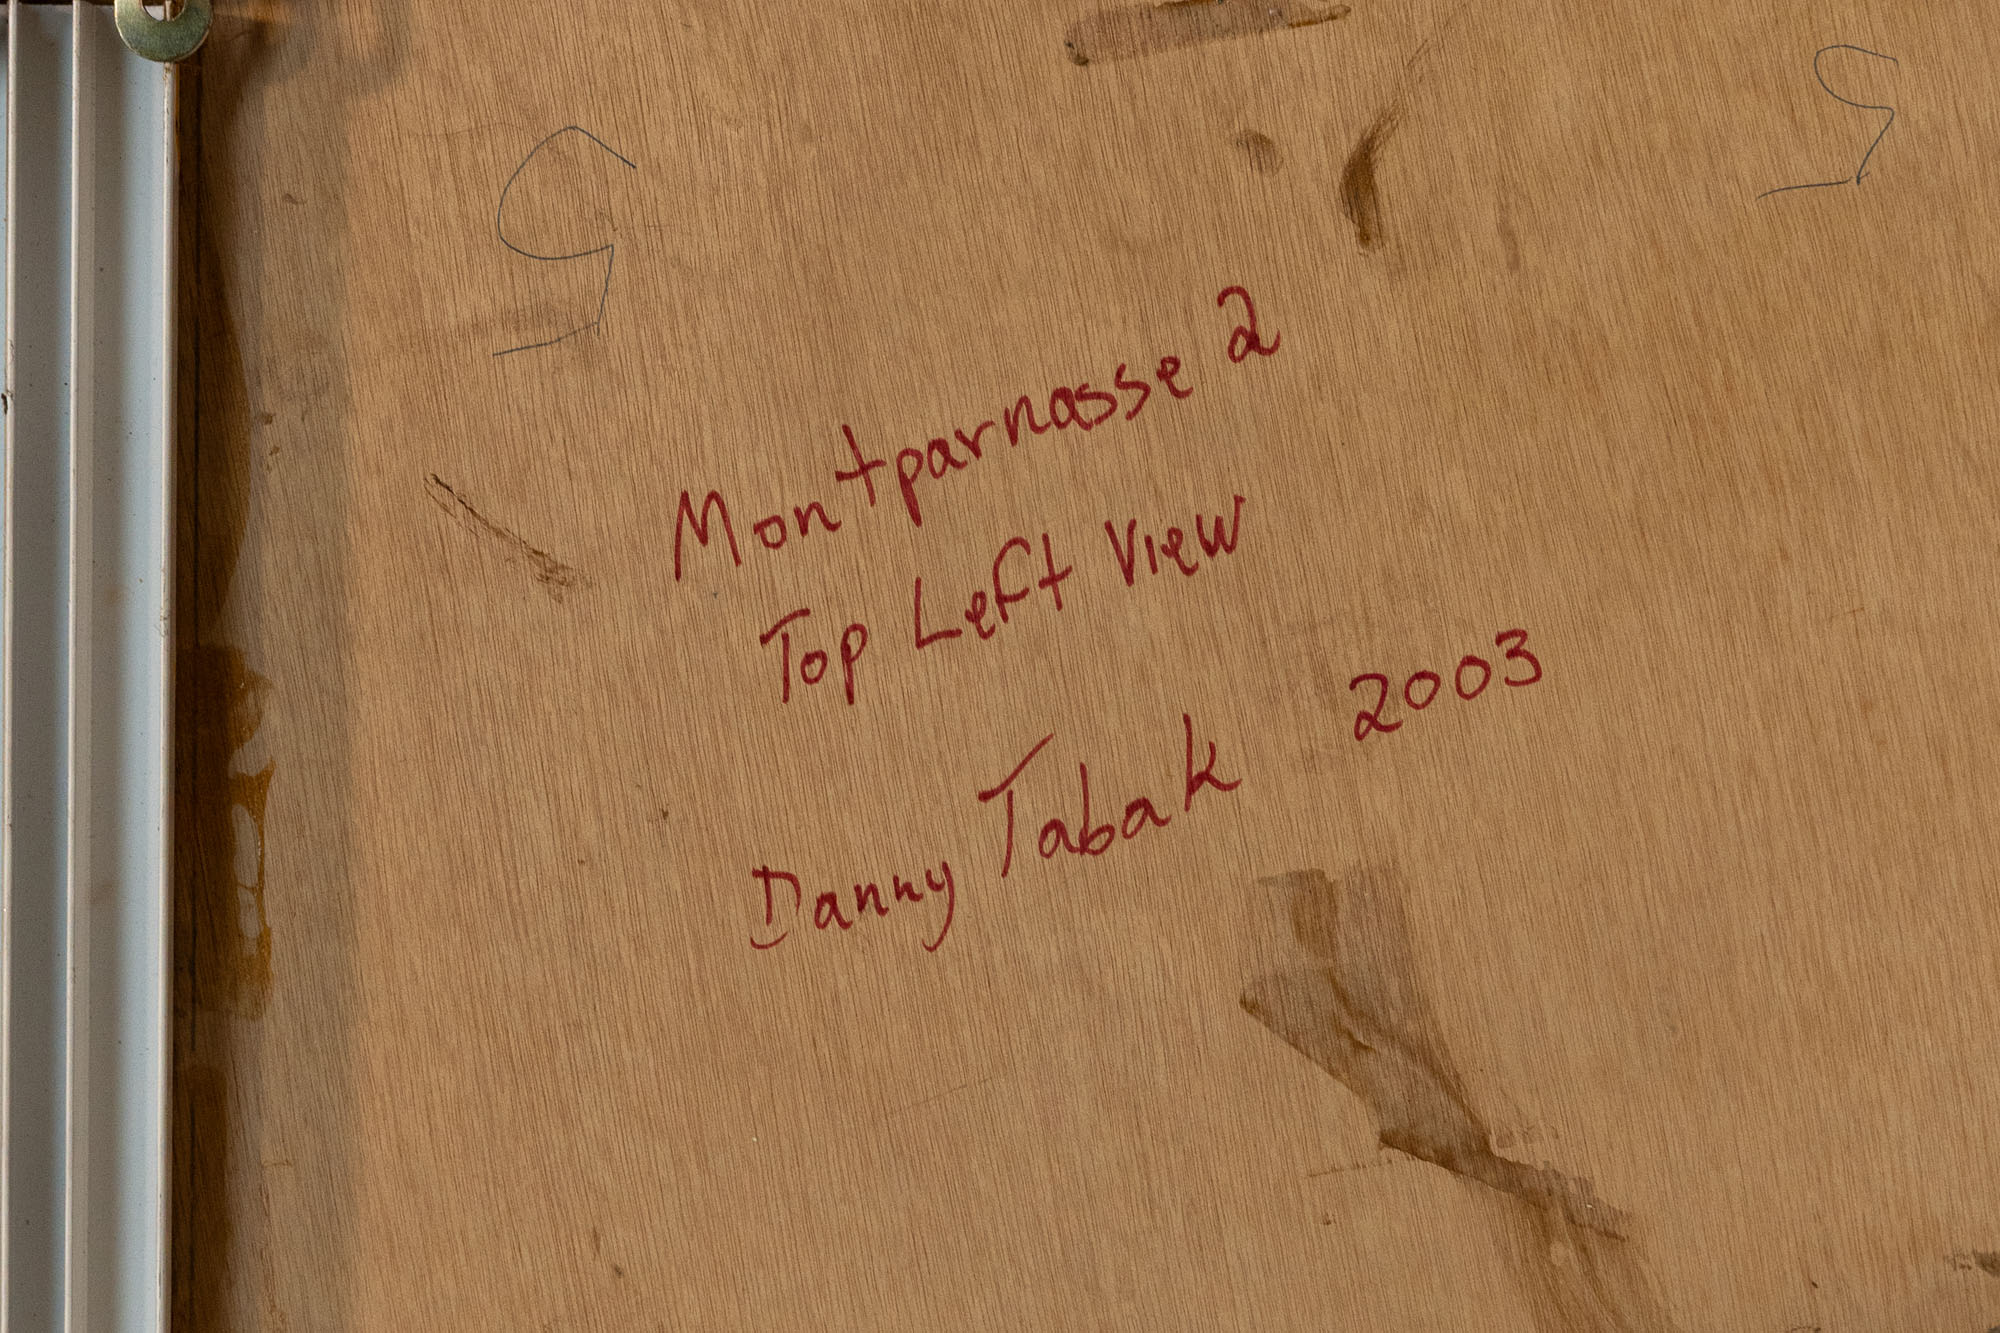 Montparnasse 2
Top Left View
Danny Tabak 2003